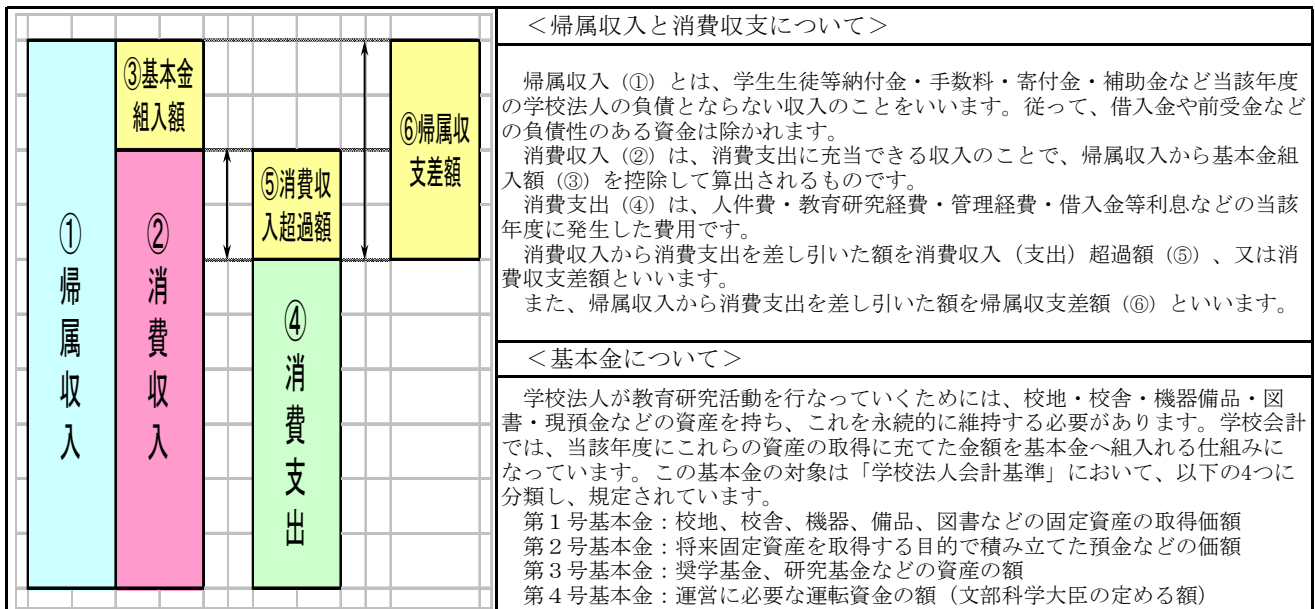 ①帰属収入
③基本金
組入額
②消費収入
⑤消費収
入超過額
④消費支出
⑥帰属収
支差額
＜帰属収入と消費収支について＞
帰属収入（①）とは、学生生徒等納付金・手数料・寄付金・補助金など当該年度
の学校法人の負債とならない収入のことをいいます。従って、借入金や前受金など
の負債性のある資金は除かれます。
消費収入（②）は、消費支出に充当できる収入のことで、帰属収入から基本金組
入額（③）を控除して算出されるものです。
消費支出（④）は、人件費・教育研究経費・管理経費・借入金等利息などの当該
年度に発生した費用です。
消費収入から消費支出を差し引いた額を消費収入（支出）超過額（⑤）、又は消
費収支差額といいます。
また、帰属収入から消費支出を差し引いた額を帰属収支差額（⑥）といいます。
＜基本金について＞
学校法人が教育研究活動を行なっていくためには、校地・校舎・機器備品・図
書・現預金などの資産を持ち、これを永続的に維持する必要があります。学校会計
では、当該年度にこれらの資産の取得に充てた金額を基本金へ組入れる仕組みに
なっています。この基本金の対象は「学校法人会計基準」において、以下の4つに
分類し、規定されています。
第１号基本金：校地、校舎、機器、備品、図書などの固定資産の取得価額
第２号基本金：将来固定資産を取得する目的で積み立てた預金などの価額
第３号基本金：奨学基金、研究基金などの資産の額
第４号基本金：運営に必要な運転資金の額（文部科学大臣の定める額）